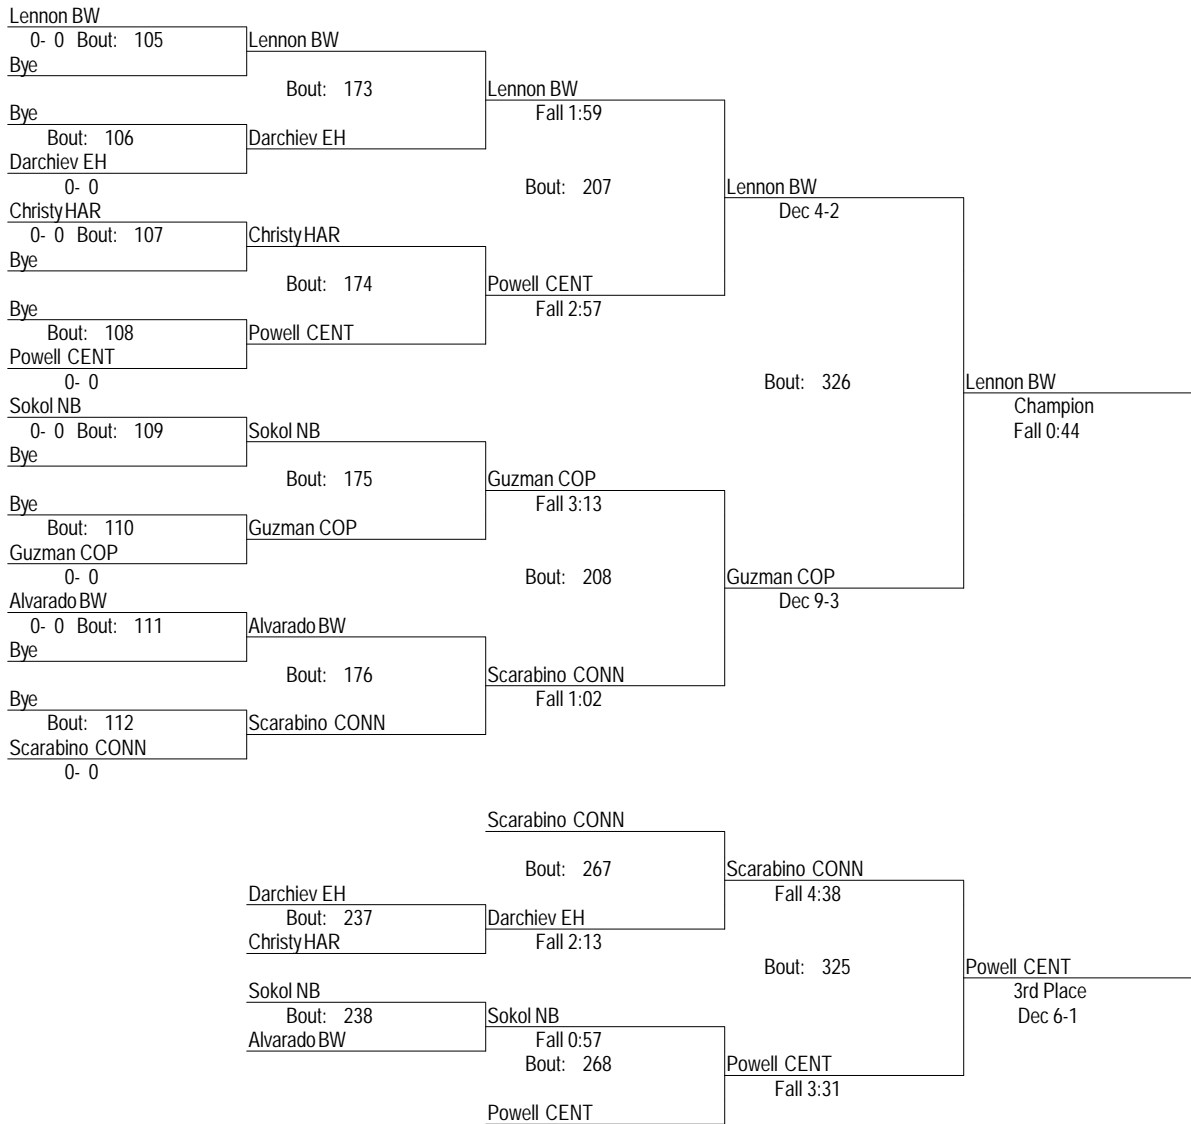 Lennon BW
0- 0 Bout: 105
Lennon BW
Bye
Bout: 173
Lennon BW
Bye
Fall 1:59
Bout: 106
Darchiev EH
Darchiev EH
0- 0
Bout: 207
Lennon BW
Christy HAR
Dec 4-2
0- 0 Bout: 107
Christy HAR
Bye
Bout: 174
Powell CENT
Bye
Fall 2:57
Bout: 108
Powell CENT
Powell CENT
0- 0
Bout: 326
Lennon BW
Sokol NB
Champion
0- 0 Bout: 109
Sokol NB
Fall 0:44
Bye
Bout: 175
Guzman COP
Bye
Fall 3:13
Bout: 110
Guzman COP
Guzman COP
0- 0
Bout: 208
Guzman COP
Alvarado BW
Dec 9-3
0- 0 Bout: 111
Alvarado BW
Bye
Bout: 176
Scarabino CONN
Bye
Fall 1:02
Bout: 112
Scarabino CONN
Scarabino CONN
0- 0
Scarabino CONN
Bout: 267
Scarabino CONN
Darchiev EH
Fall 4:38
Bout: 237
Darchiev EH
Christy HAR
Fall 2:13
Bout: 325
Powell CENT
Sokol NB
3rd Place
Bout: 238
Sokol NB
Dec 6-1
Alvarado BW
Fall 0:57
Bout: 268
Powell CENT
Fall 3:31
Powell CENT